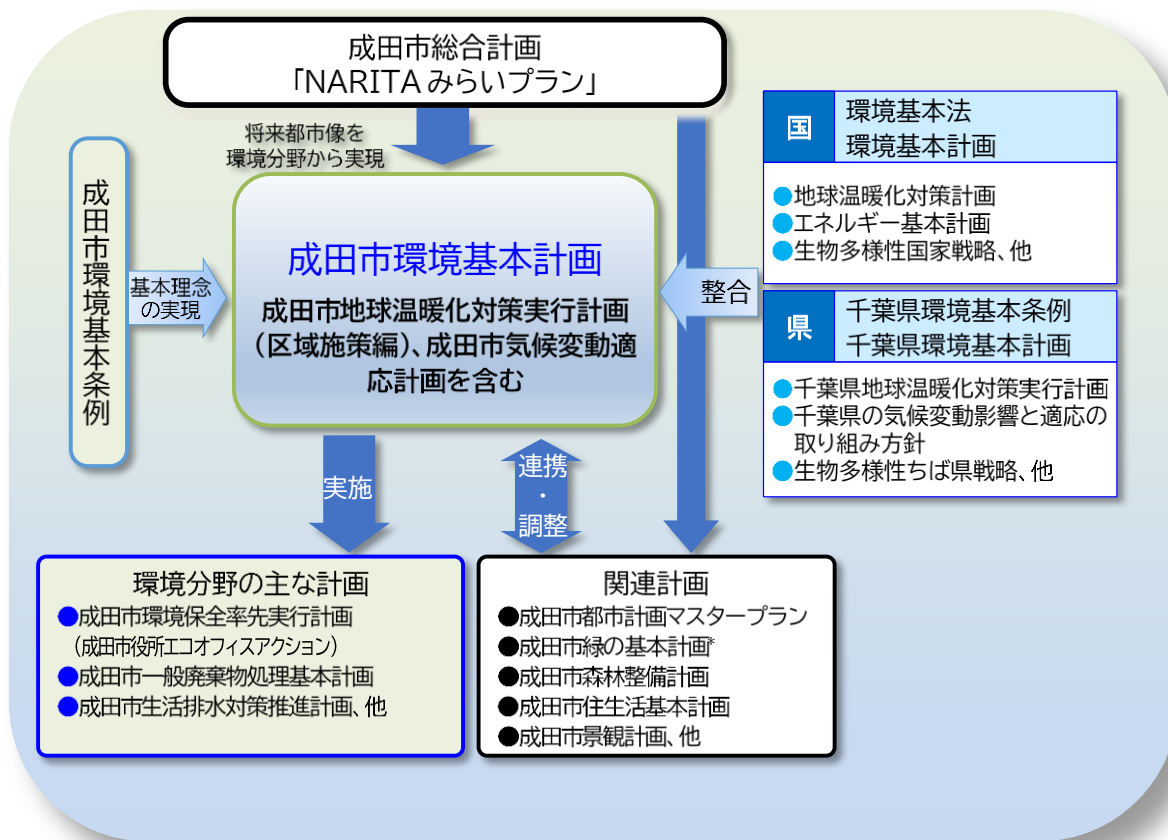 成田市総合計画
「NARITAみらいプラン」
将来都市像を
環境分野から実現
成田市環境基本条例
基本理念
の実現
成田市環境基本計画
成田市地球温暖化対策実行計画
（区域施策編）、成田市気候変動適
応計画を含む
整合
国
環境基本法
環境基本計画
●地球温暖化対策計画
●エネルギー基本計画
●生物多様性国家戦略、他
県
千葉県環境基本条例
千葉県環境基本計画
●千葉県地球温暖化対策実行計画
●千葉県の気候変動影響と適応の
取り組み方針
●生物多様性ちば県戦略、他
実施
連携
・
調整
環境分野の主な計画
●成田市環境保全率先実行計画
（成田市役所エコオフィスアクション）
●成田市一般廃棄物処理基本計画
●成田市生活排水対策推進計画、他
関連計画
●成田市都市計画マスタープラン
●成田市緑の基本計画*
●成田市森林整備計画
●成田市住生活基本計画
●成田市景観計画、他